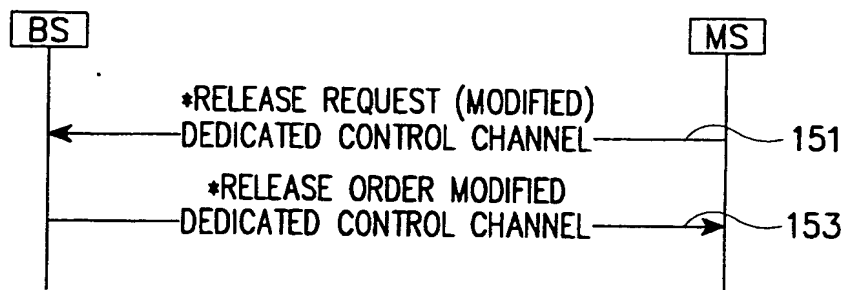 BS
MS
*RELEASE REQUEST (MODIFIED)
DEDICATED CONTROL CHANNEL
151
*RELEASE ORDER MODIFIED
DEDICATED CONTROL CHANNEL
153